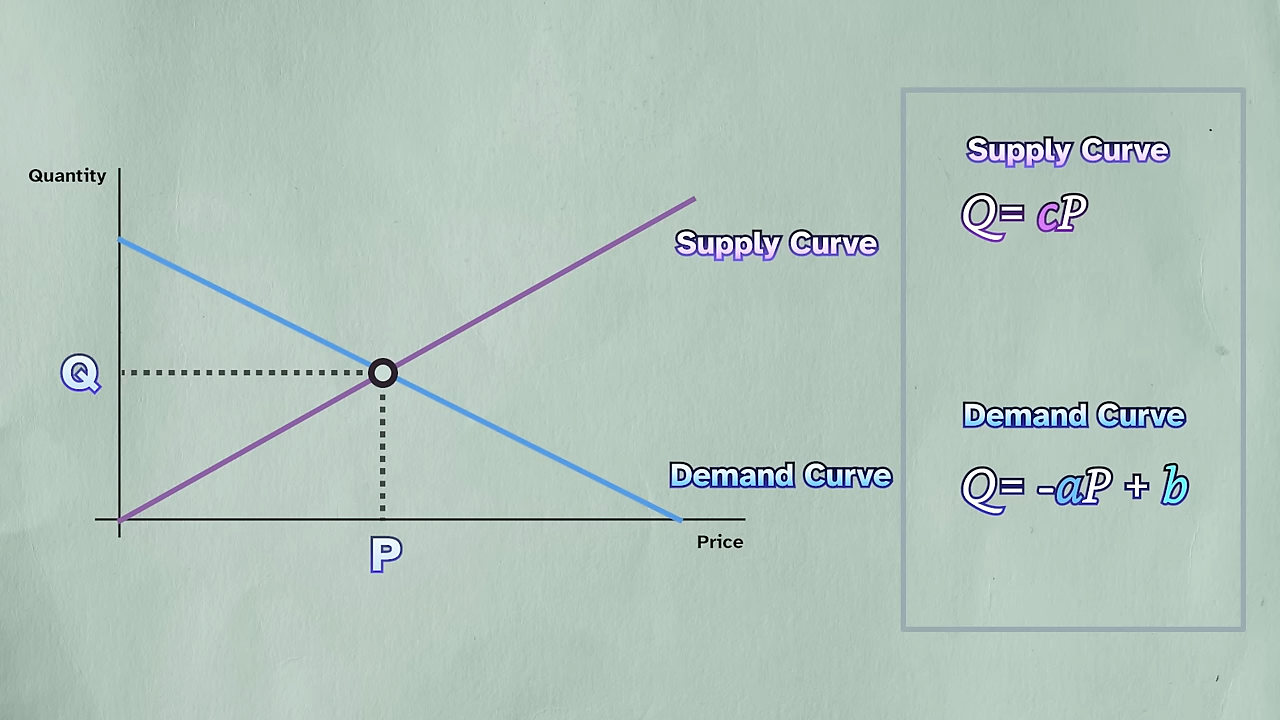 Quantity
Supply Curve
Q
Demand Curve
P
Price
Supply Curve
Q= cP
Demand Curve
Q= -aP + b